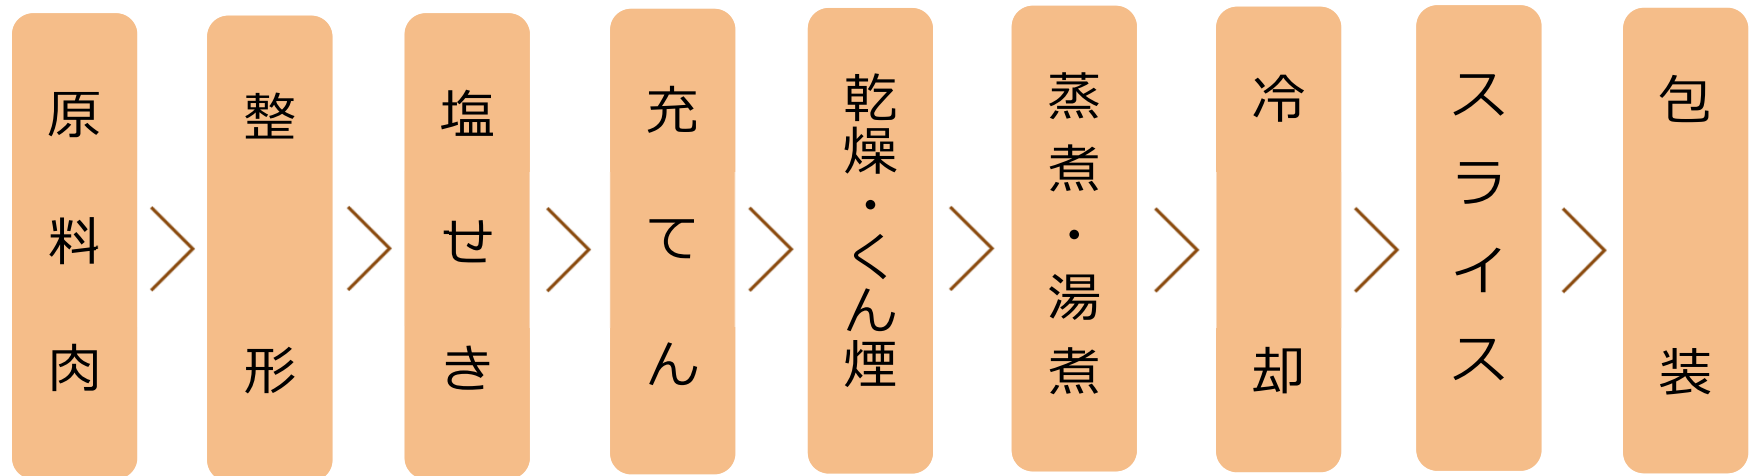 原料肉
整形
塩せき
充てん
乾燥・くん煙
蒸煮・湯煮
冷却
スライス
包装